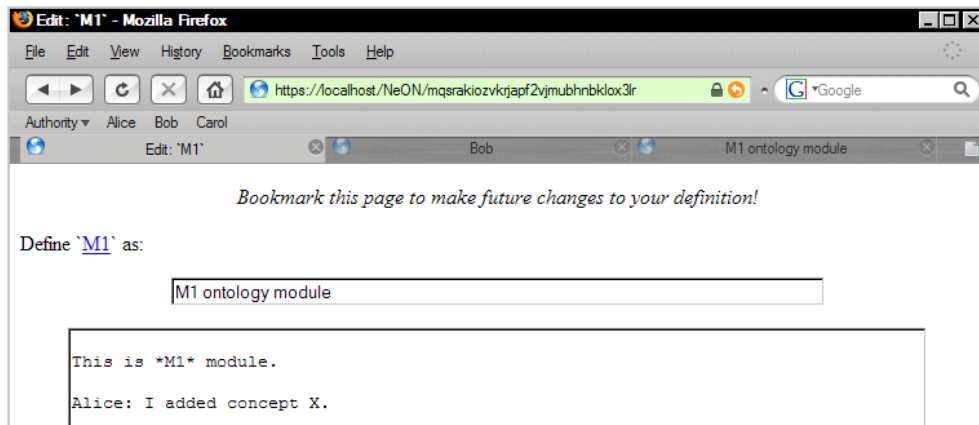 Edit: `M1` - Mozilla Firefox
File Edit View History Bookmarks Tools Help
https://localhost/NeON/mqsrakiozvkrjapf2vjmubhnbklox3lr G Google
Authority Alice Bob Carol
Edit: `M1` Bob M1 ontology module
Bookmark this page to make future changes to your definition!
Define `M1` as:
M1 ontology module
This is *M1* module.
Alice: I added concept X.